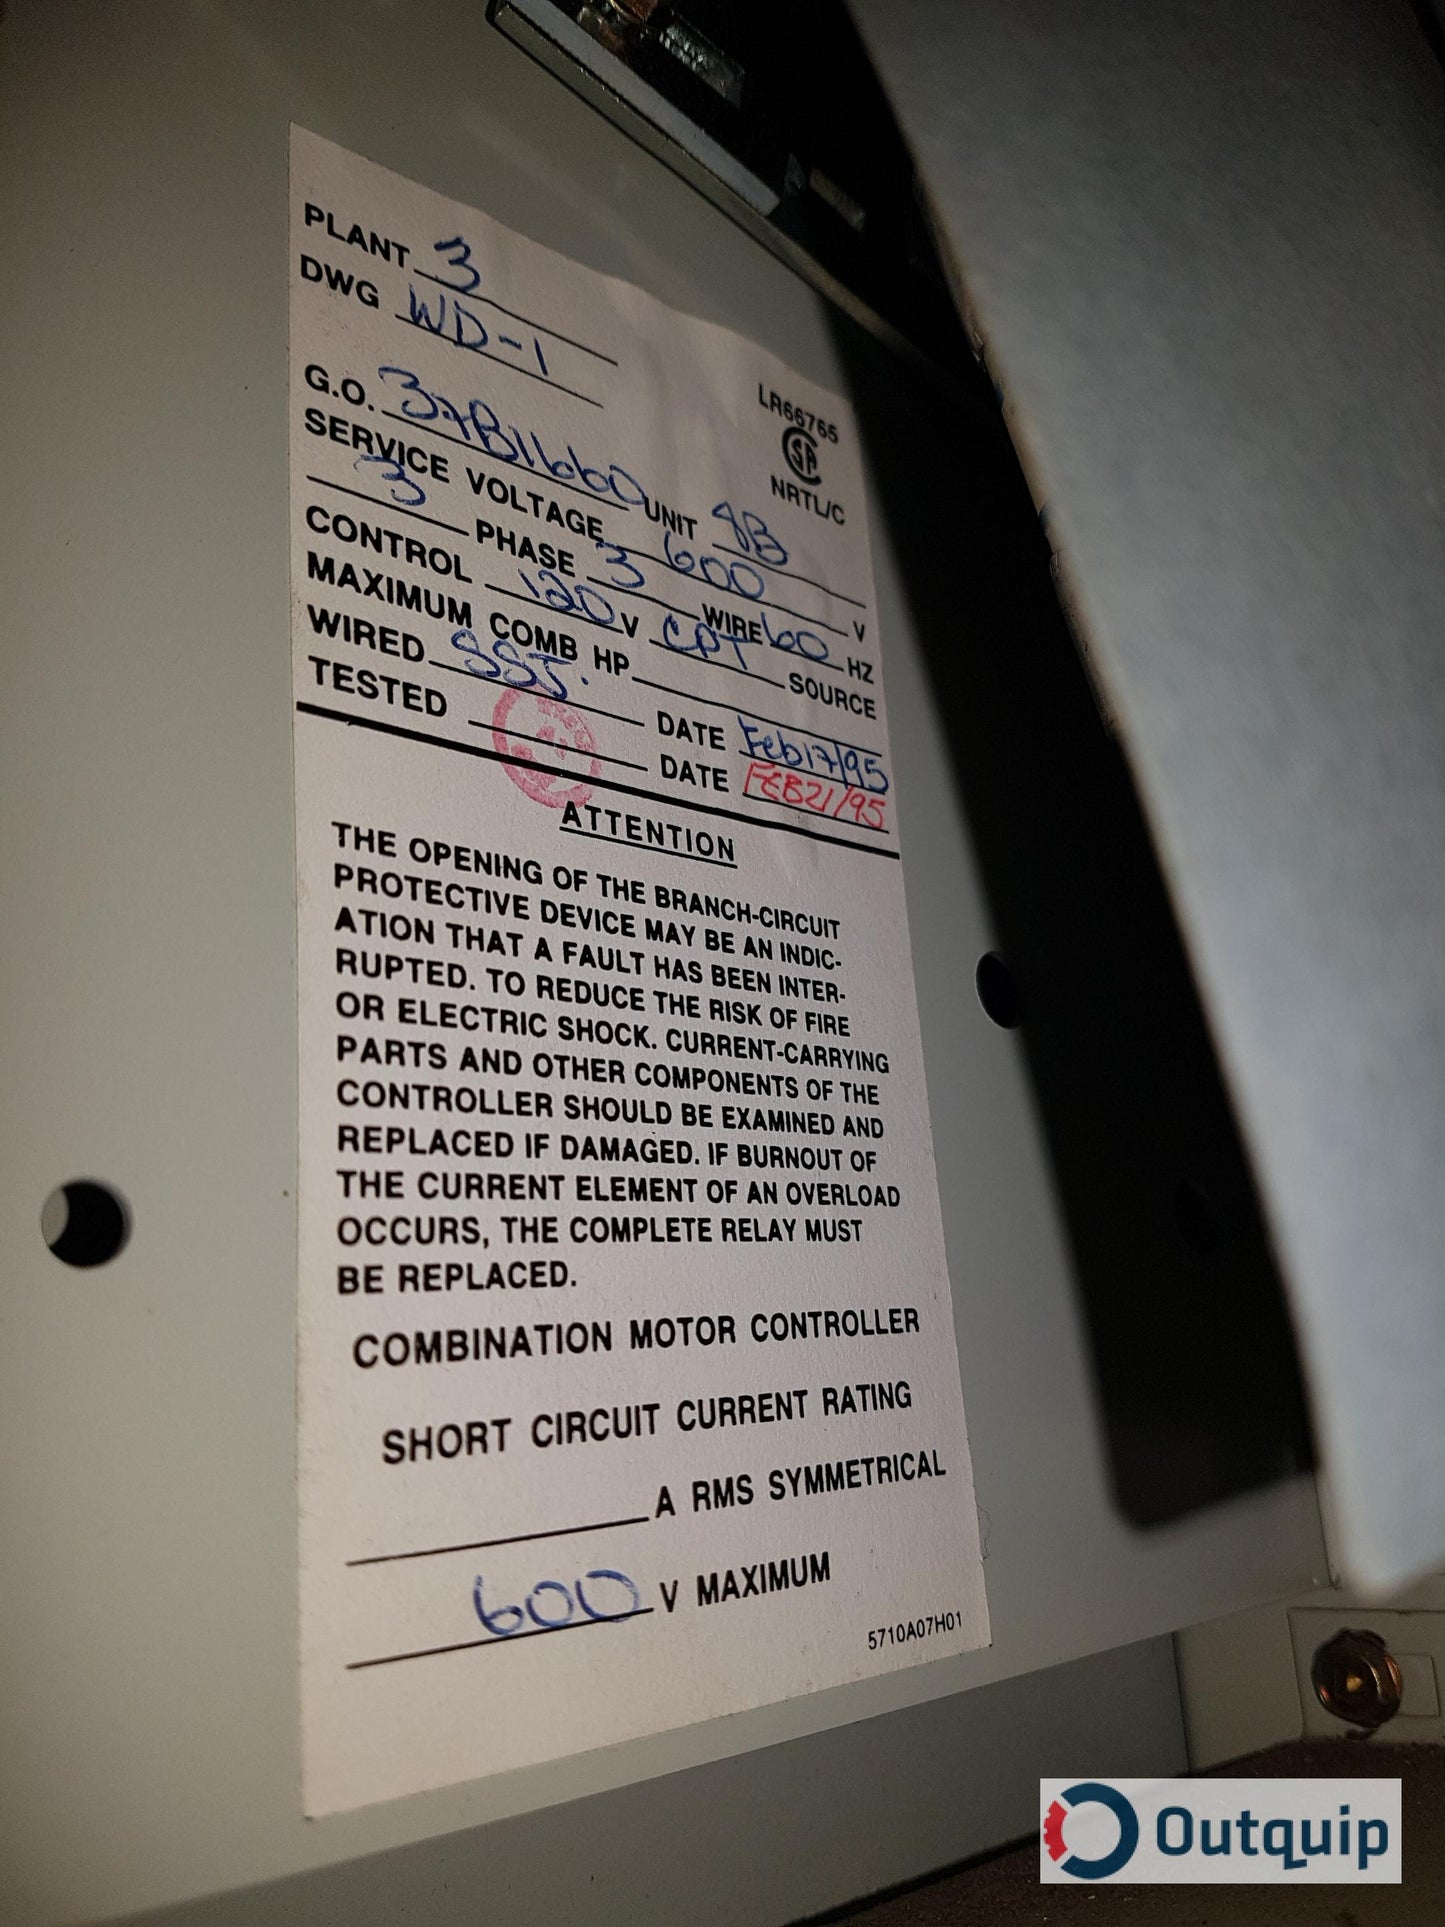 PLANT 3
DWG WD-1
LR66765
NRTL/C
G.O. 37B11660 UNIT 8B
SERVICE VOLTAGE 600 V
3 PHASE 3 WIRE 60 HZ
CONTROL 120 V CPT SOURCE
MAXIMUM COMB HP
WIRED SSJ. DATE Feb17/95
TESTED DATE FEB21/95
ATTENTION
THE OPENING OF THE BRANCH-CIRCUIT
PROTECTIVE DEVICE MAY BE AN INDIC-
ATION THAT A FAULT HAS BEEN INTER-
RUPTED. TO REDUCE THE RISK OF FIRE
OR ELECTRIC SHOCK. CURRENT-CARRYING
PARTS AND OTHER COMPONENTS OF THE
CONTROLLER SHOULD BE EXAMINED AND
REPLACED IF DAMAGED. IF BURNOUT OF
THE CURRENT ELEMENT OF AN OVERLOAD
OCCURS, THE COMPLETE RELAY MUST
BE REPLACED.
COMBINATION MOTOR CONTROLLER
SHORT CIRCUIT CURRENT RATING
A RMS SYMMETRICAL
600 V MAXIMUM
5710A07H01
Outquip